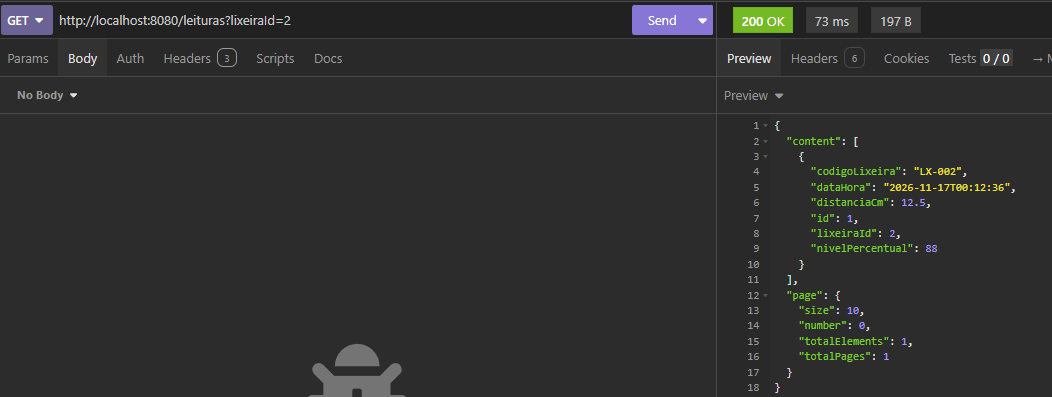 GET http://localhost:8080/leituras?lixeiraId=2 Send 200 OK 73 ms 197 B
Params Body Auth Headers 3 Scripts Docs Preview Headers 6 Cookies Tests 0 / 0 → M
No Body Preview
1 {
2 "content": [
3 {
4 "codigoLixeira": "LX-002",
5 "dataHora": "2026-11-17T00:12:36",
6 "distanciaCm": 12.5,
7 "id": 1,
8 "lixeiraId": 2,
9 "nivelPercentual": 88
10 }
11 ],
12 "page": {
13 "size": 10,
14 "number": 0,
15 "totalElements": 1,
16 "totalPages": 1
17 }
18 }